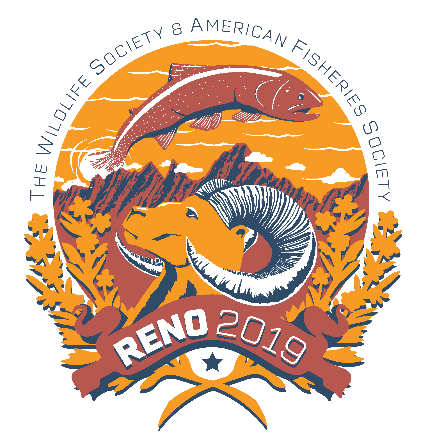 The Wildlife Society & American Fisheries Society
RENO 2019